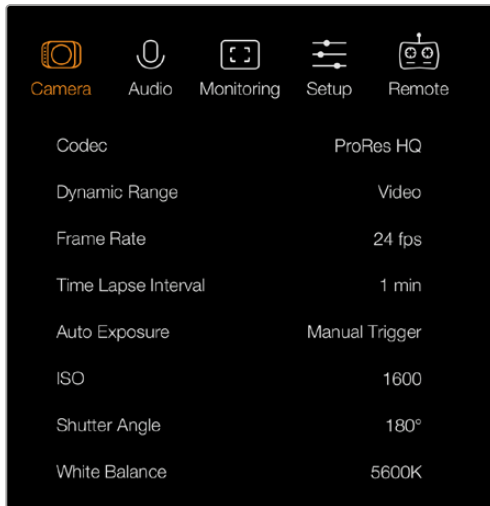 Camera Audio Monitoring Setup Remote
Codec ProRes HQ
Dynamic Range Video
Frame Rate 24 fps
Time Lapse Interval 1 min
Auto Exposure Manual Trigger
ISO 1600
Shutter Angle 180°
White Balance 5600K